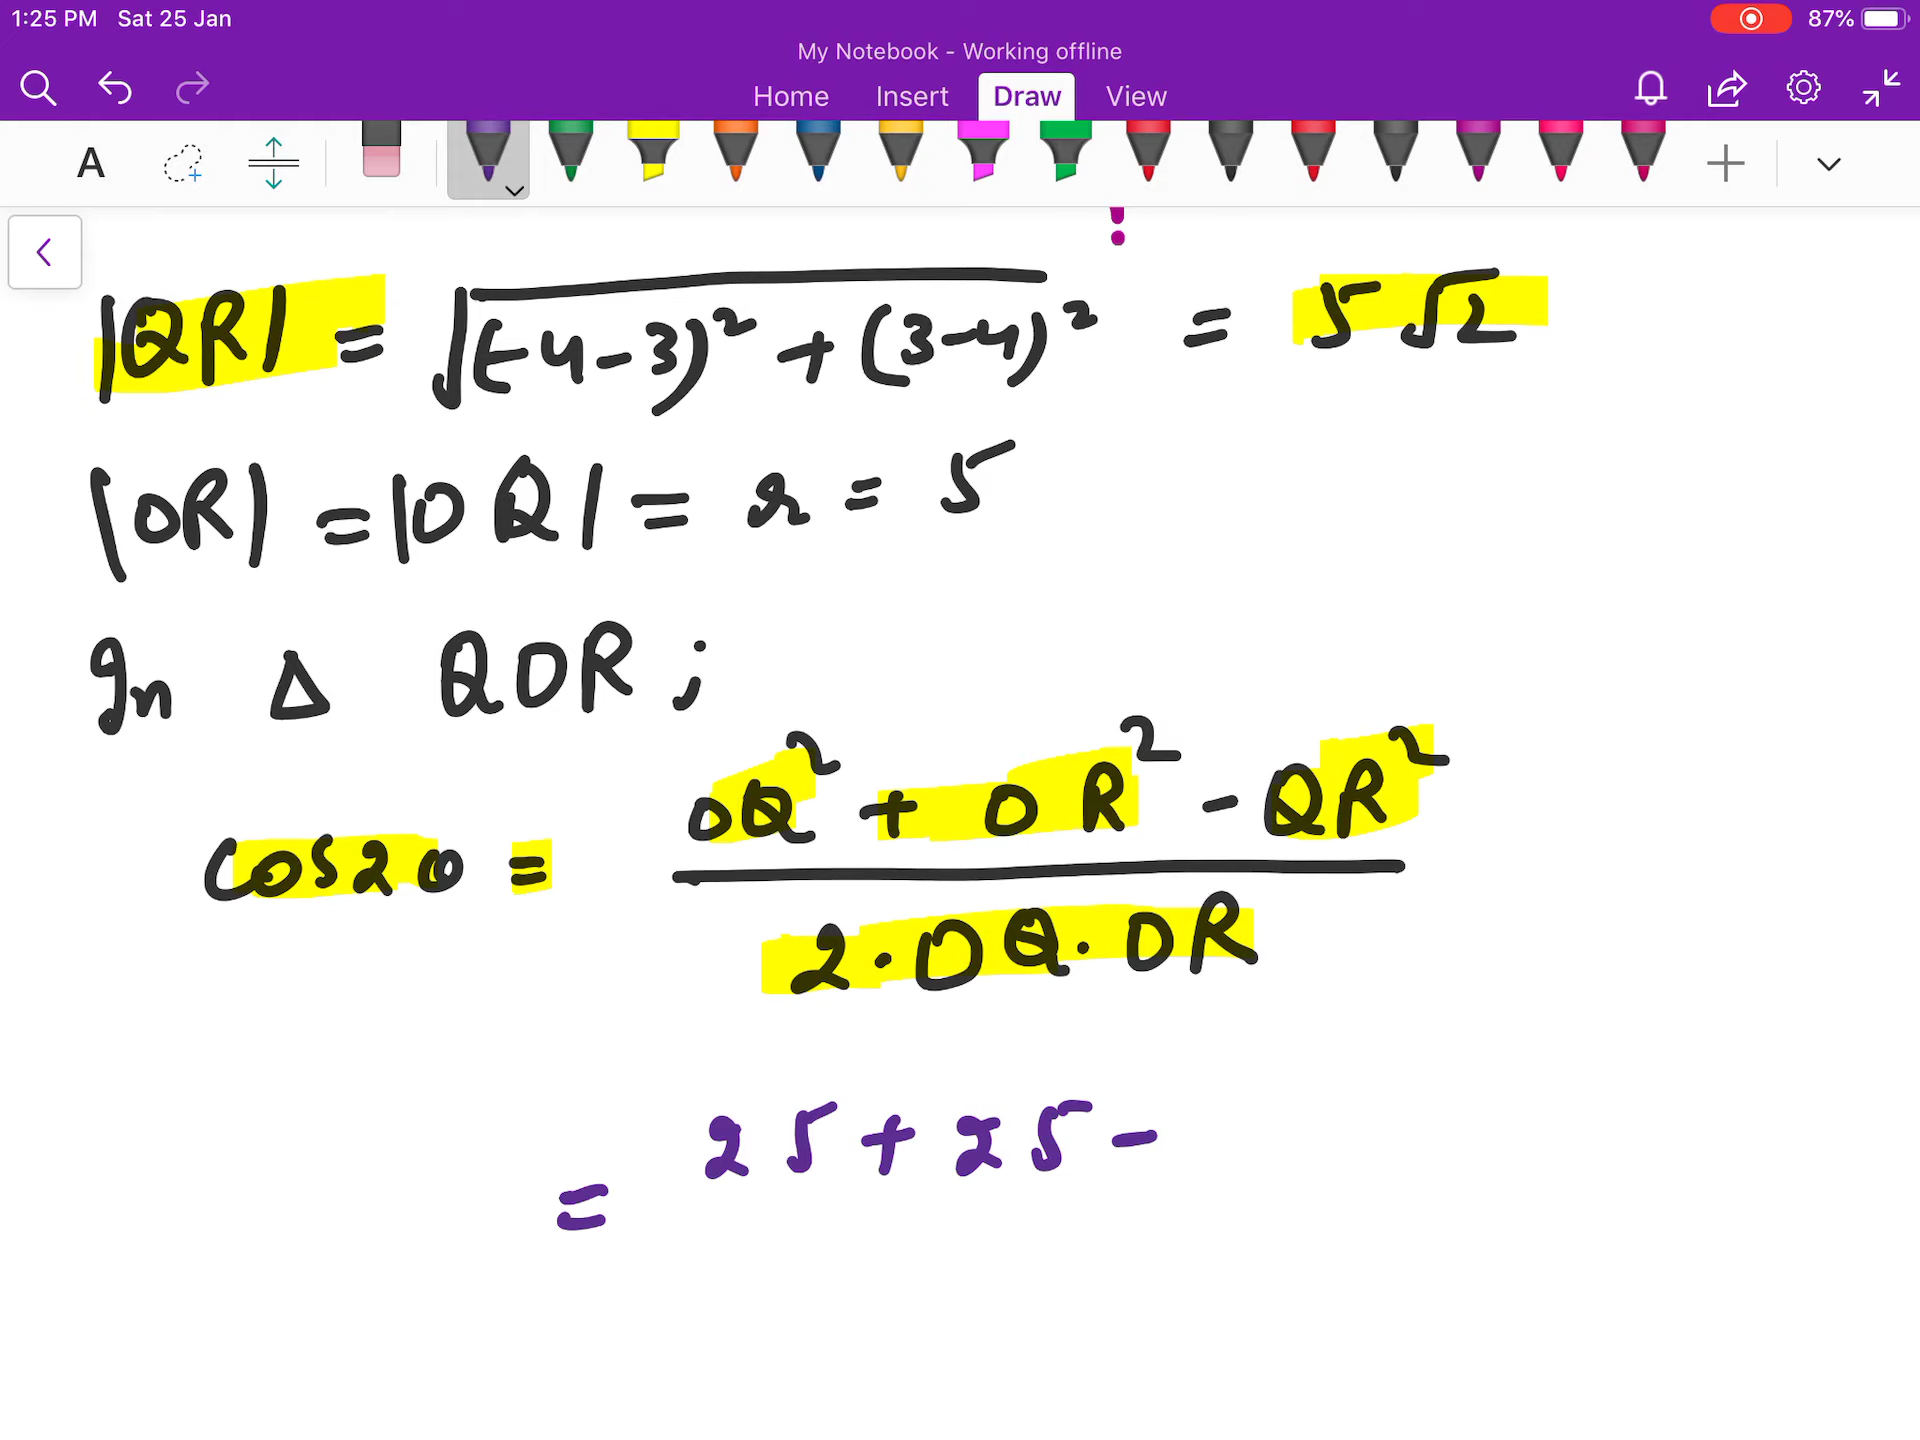 1:25 PM Sat 25 Jan 87%
My Notebook - Working offline
Home Insert Draw View
A
!
|QR| = √(-4-3)² + (3-4)² = 5√2
|OR| = |OQ| = r = 5
In Δ QOR ;
cos2θ = OQ² + OR² - QR²
2·OQ·OR
= 25 + 25 -